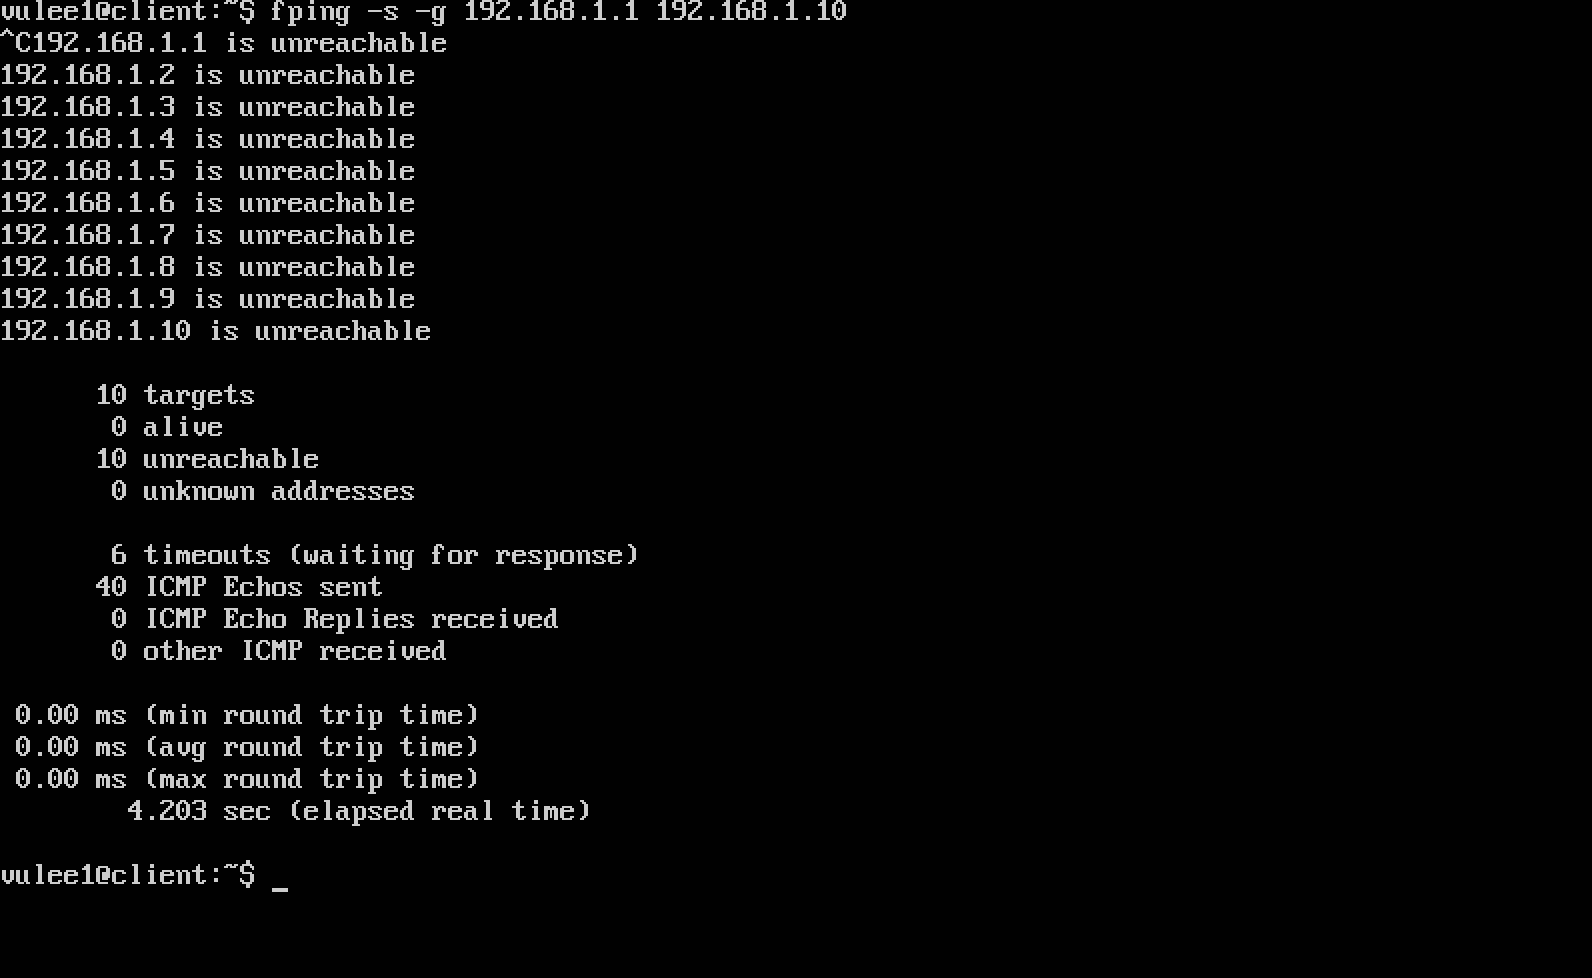 vulee1@client:~$ fping -s -g 192.168.1.1 192.168.1.10
^C192.168.1.1 is unreachable
192.168.1.2 is unreachable
192.168.1.3 is unreachable
192.168.1.4 is unreachable
192.168.1.5 is unreachable
192.168.1.6 is unreachable
192.168.1.7 is unreachable
192.168.1.8 is unreachable
192.168.1.9 is unreachable
192.168.1.10 is unreachable
10 targets
0 alive
10 unreachable
0 unknown addresses
6 timeouts (waiting for response)
40 ICMP Echos sent
0 ICMP Echo Replies received
0 other ICMP received
0.00 ms (min round trip time)
0.00 ms (avg round trip time)
0.00 ms (max round trip time)
4.203 sec (elapsed real time)
vulee1@client:~$ _